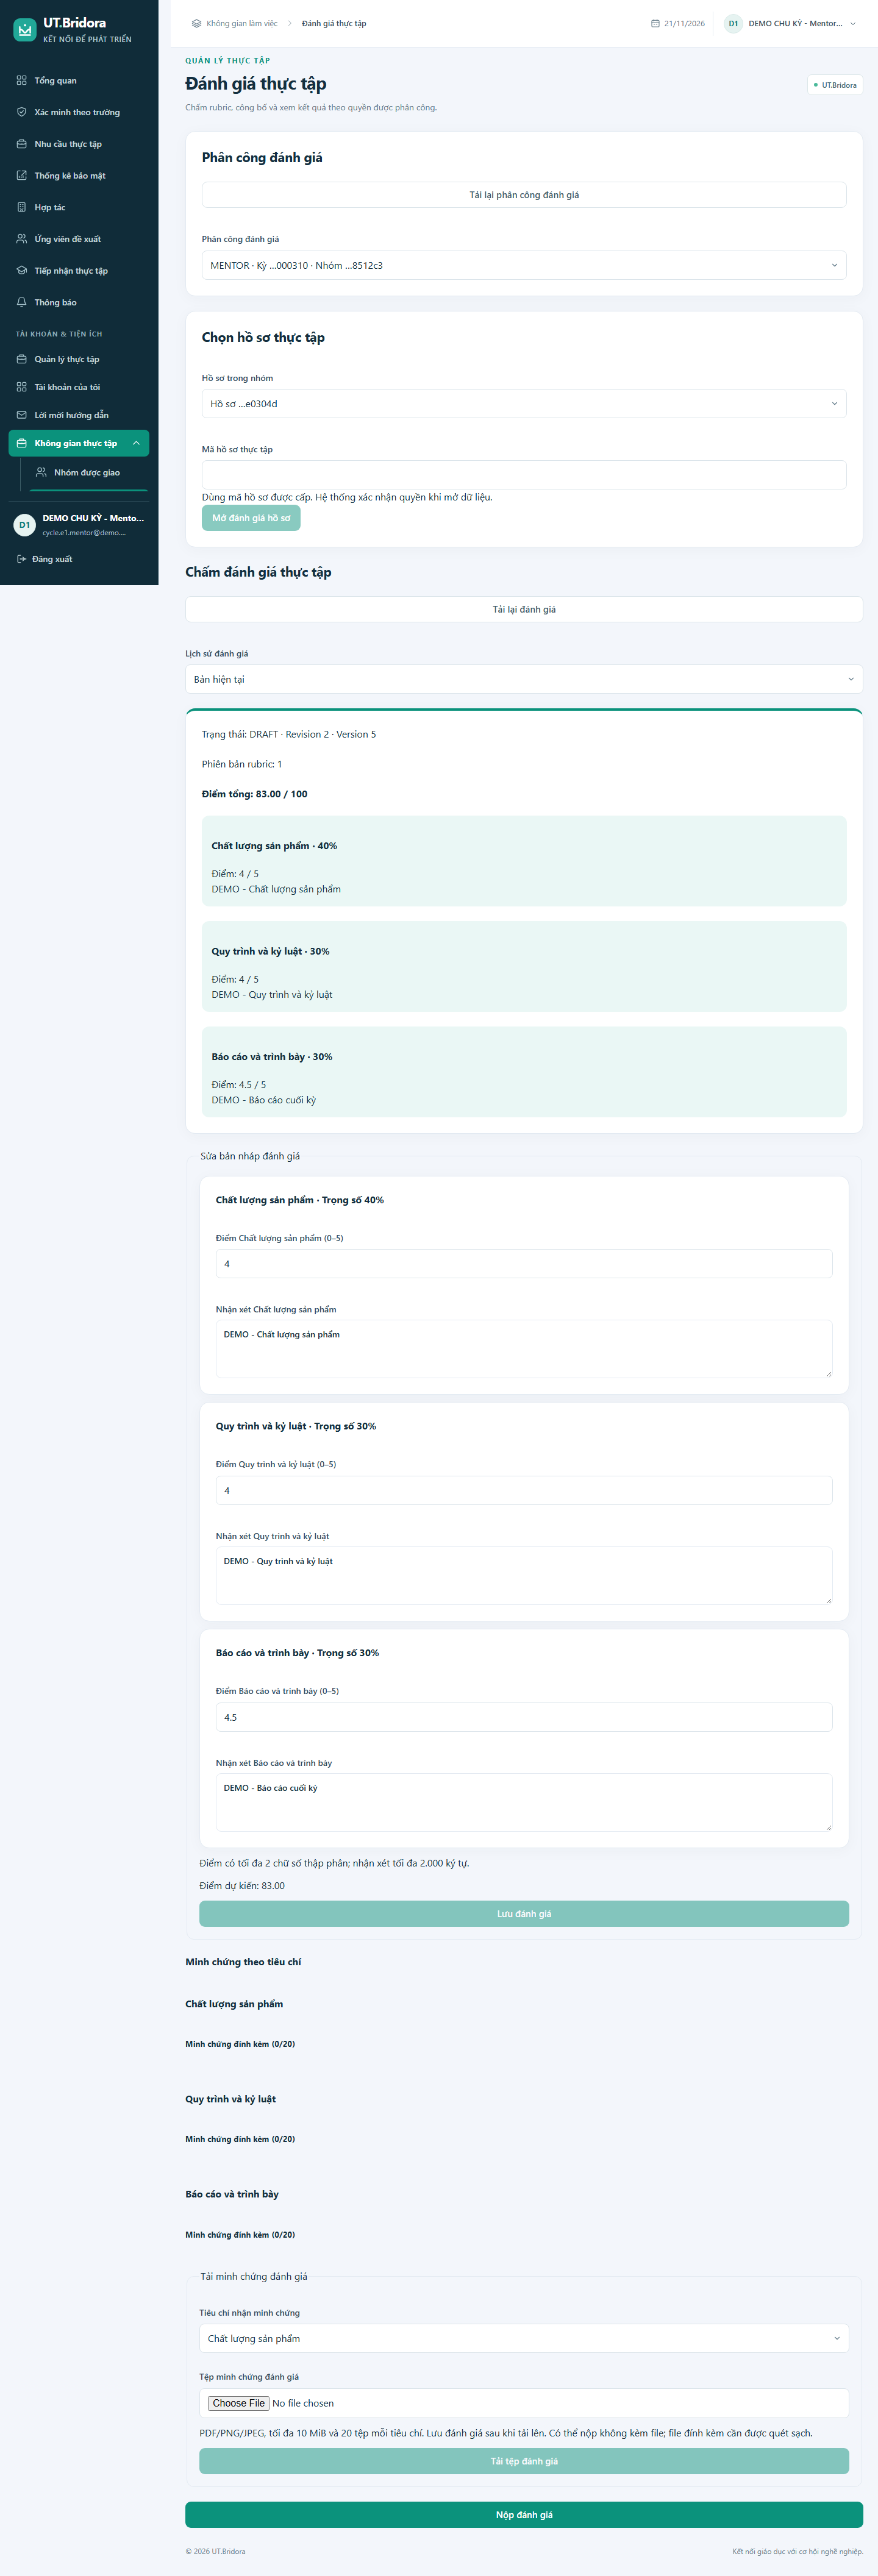 UT.Bridora
KẾT NỐI ĐỂ PHÁT TRIỂN
Tổng quan
Xác minh theo trường
Nhu cầu thực tập
Thống kê bảo mật
Hợp tác
Ứng viên đề xuất
Tiếp nhận thực tập
Thông báo
TÀI KHOẢN & TIỆN ÍCH
Quản lý thực tập
Tài khoản của tôi
Lời mời hướng dẫn
Không gian thực tập
Nhóm được giao
D1
DEMO CHU KỲ - Mento...
cycle.e1.mentor@demo....
Đăng xuất
Không gian làm việc
Đánh giá thực tập
21/11/2026
D1
DEMO CHU KỲ - Mentor...
QUẢN LÝ THỰC TẬP
Đánh giá thực tập
Chấm rubric, công bố và xem kết quả theo quyền được phân công.
UT.Bridora
Phân công đánh giá
Tải lại phân công đánh giá
Phân công đánh giá
MENTOR · Kỳ …000310 · Nhóm …8512c3
Chọn hồ sơ thực tập
Hồ sơ trong nhóm
Hồ sơ …e0304d
Mã hồ sơ thực tập
Dùng mã hồ sơ được cấp. Hệ thống xác nhận quyền khi mở dữ liệu.
Mở đánh giá hồ sơ
Chấm đánh giá thực tập
Tải lại đánh giá
Lịch sử đánh giá
Bản hiện tại
Trạng thái: DRAFT · Revision 2 · Version 5
Phiên bản rubric: 1
Điểm tổng: 83.00 / 100
Chất lượng sản phẩm · 40%
Điểm: 4 / 5
DEMO - Chất lượng sản phẩm
Quy trình và kỷ luật · 30%
Điểm: 4 / 5
DEMO - Quy trình và kỷ luật
Báo cáo và trình bày · 30%
Điểm: 4.5 / 5
DEMO - Báo cáo cuối kỳ
Sửa bản nháp đánh giá
Chất lượng sản phẩm · Trọng số 40%
Điểm Chất lượng sản phẩm (0–5)
4
Nhận xét Chất lượng sản phẩm
DEMO - Chất lượng sản phẩm
Quy trình và kỷ luật · Trọng số 30%
Điểm Quy trình và kỷ luật (0–5)
4
Nhận xét Quy trình và kỷ luật
DEMO - Quy trình và kỷ luật
Báo cáo và trình bày · Trọng số 30%
Điểm Báo cáo và trình bày (0–5)
4.5
Nhận xét Báo cáo và trình bày
DEMO - Báo cáo cuối kỳ
Điểm có tối đa 2 chữ số thập phân; nhận xét tối đa 2.000 ký tự.
Điểm dự kiến: 83.00
Lưu đánh giá
Minh chứng theo tiêu chí
Chất lượng sản phẩm
Minh chứng đính kèm (0/20)
Quy trình và kỷ luật
Minh chứng đính kèm (0/20)
Báo cáo và trình bày
Minh chứng đính kèm (0/20)
Tải minh chứng đánh giá
Tiêu chí nhận minh chứng
Chất lượng sản phẩm
Tệp minh chứng đánh giá
Choose File No file chosen
PDF/PNG/JPEG, tối đa 10 MiB và 20 tệp mỗi tiêu chí. Lưu đánh giá sau khi tải lên. Có thể nộp không kèm file; file đính kèm cần được quét sạch.
Tải tệp đánh giá
Nộp đánh giá
© 2026 UT.Bridora
Kết nối giáo dục với cơ hội nghề nghiệp.